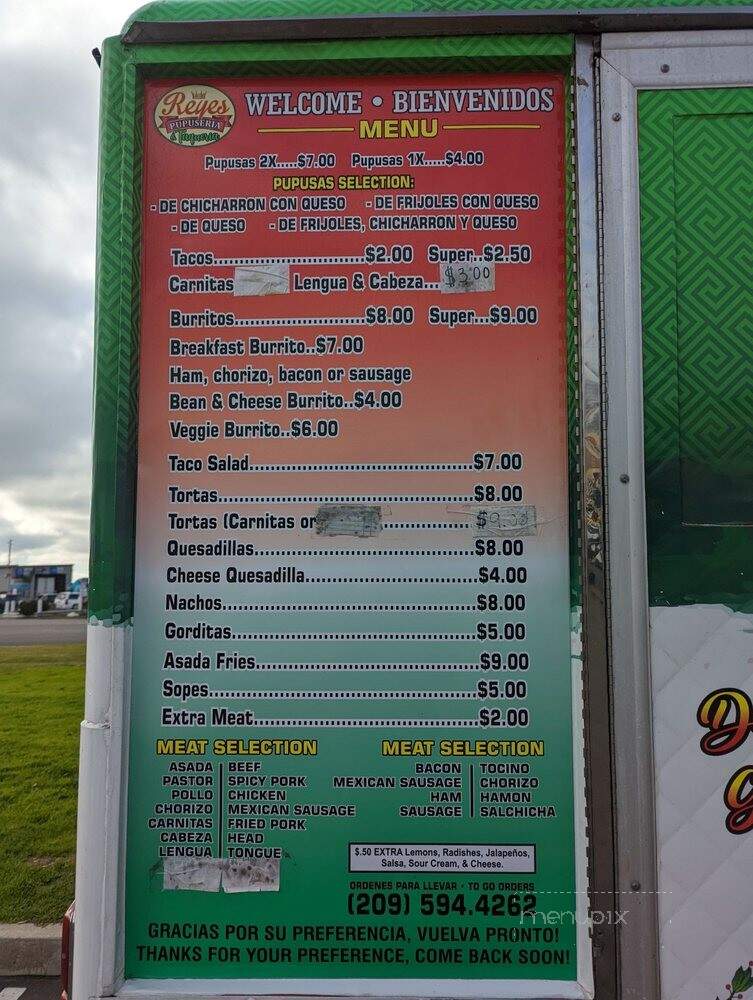 Reyes
PUPUSERIA
& Taqueria
WELCOME • BIENVENIDOS
MENU
Pupusas 2X.....$7.00 Pupusas 1X.....$4.00
PUPUSAS SELECTION:
- DE CHICHARRON CON QUESO - DE FRIJOLES CON QUESO
- DE QUESO - DE FRIJOLES, CHICHARRON Y QUESO
Tacos........................$2.00 Super..$2.50
Carnitas Lengua & Cabeza...$3.00
Burritos.....................$8.00 Super...$9.00
Breakfast Burrito..$7.00
Ham, chorizo, bacon or sausage
Bean & Cheese Burrito..$4.00
Veggie Burrito..$6.00
Taco Salad....................................$7.00
Tortas.........................................$8.00
Tortas (Carnitas or ..............
Quesadillas...................................$8.00
Cheese Quesadilla...........................$4.00
Nachos........................................$8.00
Gorditas.......................................$5.00
Asada Fries...................................$9.00
Sopes..........................................$5.00
Extra Meat....................................$2.00
MEAT SELECTION
ASADA BEEF
PASTOR SPICY PORK
POLLO CHICKEN
CHORIZO MEXICAN SAUSAGE
CARNITAS FRIED PORK
CABEZA HEAD
LENGUA TONGUE
MEAT SELECTION
BACON TOCINO
MEXICAN SAUSAGE CHORIZO
HAM HAMON
SAUSAGE SALCHICHA
$.50 EXTRA Lemons, Radishes, Jalapeños,
Salsa, Sour Cream, & Cheese.
ORDENES PARA LLEVAR • TO GO ORDERS
(209) 594.4262
GRACIAS POR SU PREFERENCIA, VUELVA PRONTO!
THANKS FOR YOUR PREFERENCE, COME BACK SOON!
menupix